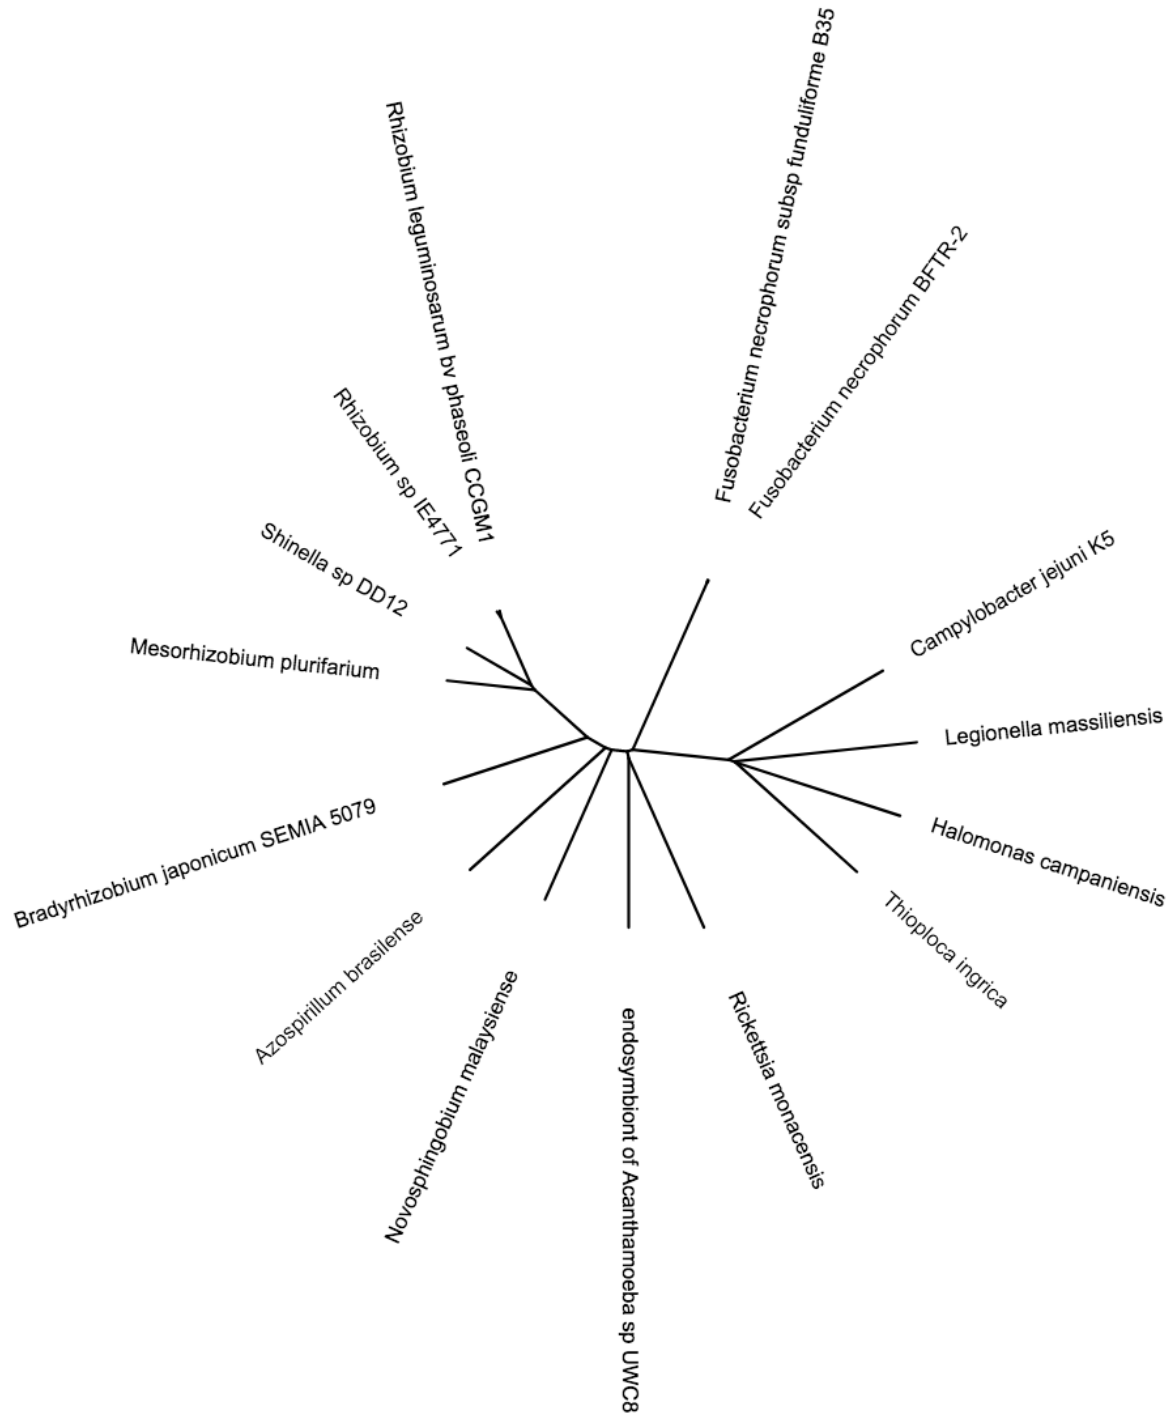 Fusobacterium necrophorum subsp funduliforme B35
Rhizobium leguminosarum bv phaseoli CCGM1
Fusobacterium necrophorum BFTR-2
Rhizobium sp IE4771
Shinella sp DD12
Campylobacter jejuni K5
Mesorhizobium plurifarium
Legionella massiliensis
Bradyrhizobium japonicum SEMIA 5079
Halomonas campaniensis
Thioploca ingrica
Azospirillum brasilense
Novosphingobium malaysiense
Rickettsia monacensis
endosymbiont of Acanthamoeba sp UWC8